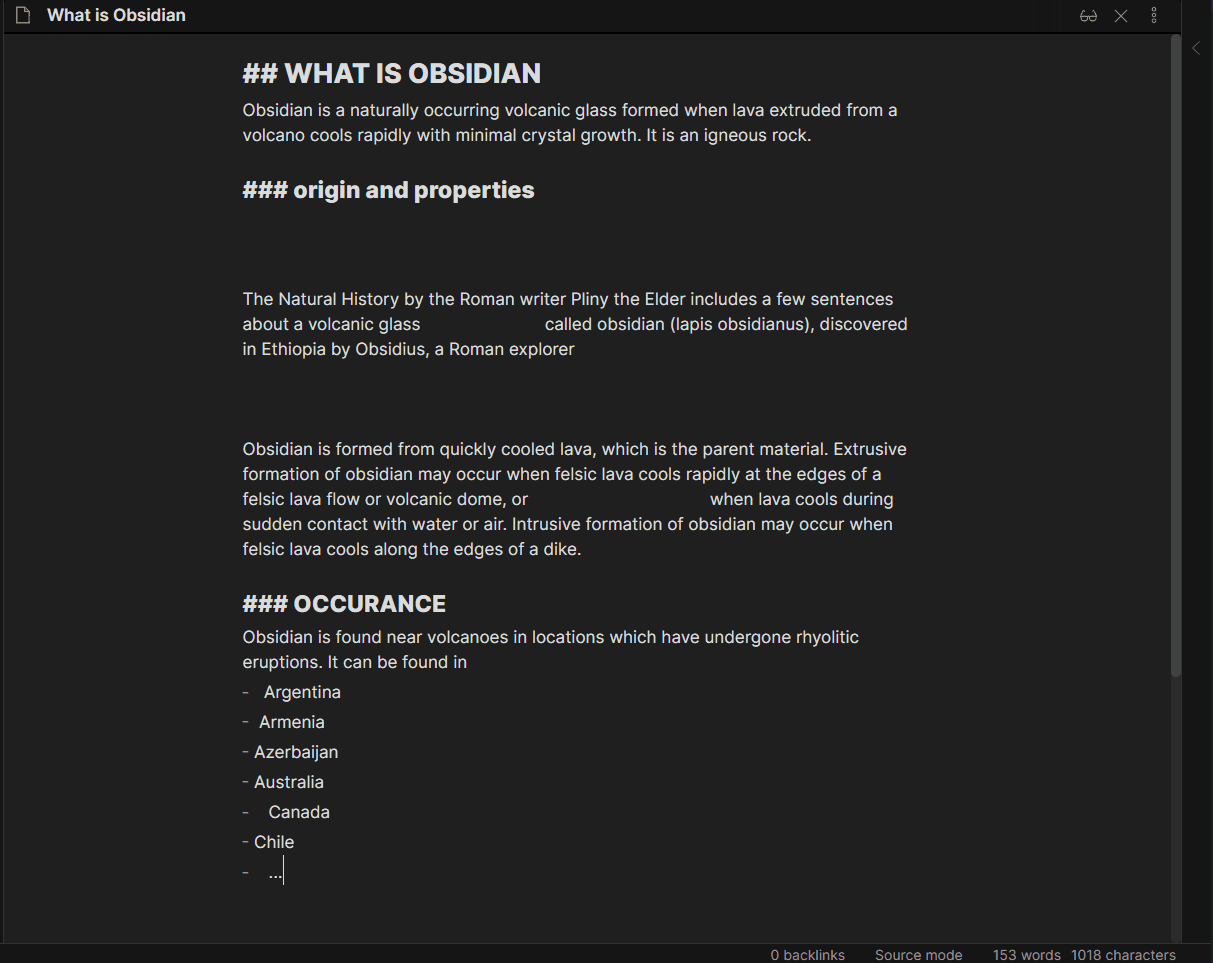 What is Obsidian
## WHAT IS OBSIDIAN
Obsidian is a naturally occurring volcanic glass formed when lava extruded from a
volcano cools rapidly with minimal crystal growth. It is an igneous rock.
### origin and properties
The Natural History by the Roman writer Pliny the Elder includes a few sentences
about a volcanic glass called obsidian (lapis obsidianus), discovered
in Ethiopia by Obsidius, a Roman explorer
Obsidian is formed from quickly cooled lava, which is the parent material. Extrusive
formation of obsidian may occur when felsic lava cools rapidly at the edges of a
felsic lava flow or volcanic dome, or when lava cools during
sudden contact with water or air. Intrusive formation of obsidian may occur when
felsic lava cools along the edges of a dike.
### OCCURANCE
Obsidian is found near volcanoes in locations which have undergone rhyolitic
eruptions. It can be found in
- Argentina
- Armenia
- Azerbaijan
- Australia
- Canada
- Chile
- ...
0 backlinks Source mode 153 words 1018 characters